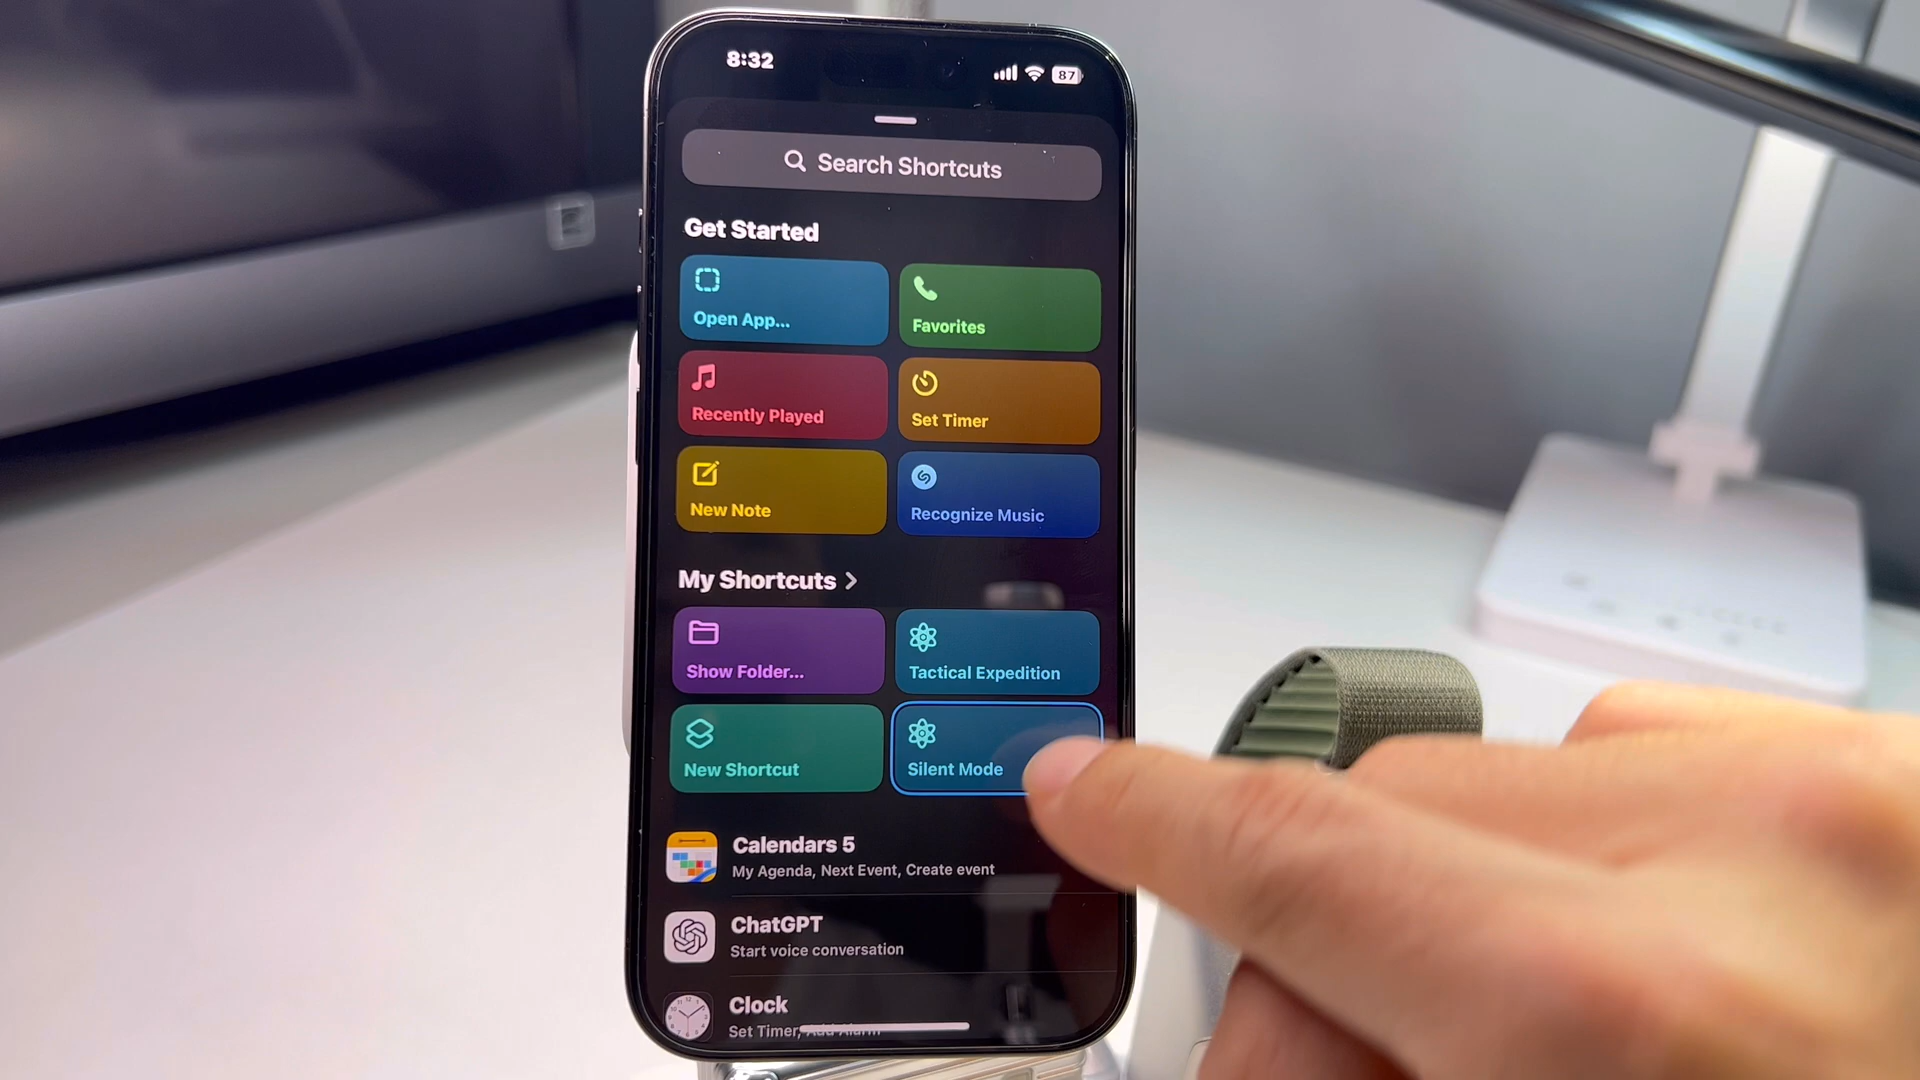 8:32
87
Search Shortcuts
Get Started
Open App...
Favorites
Recently Played
Set Timer
New Note
Recognize Music
My Shortcuts
Show Folder...
Tactical Expedition
New Shortcut
Silent Mode
Calendars 5
My Agenda, Next Event, Create event
ChatGPT
Start voice conversation
Clock
Set Timer, Add Alarm